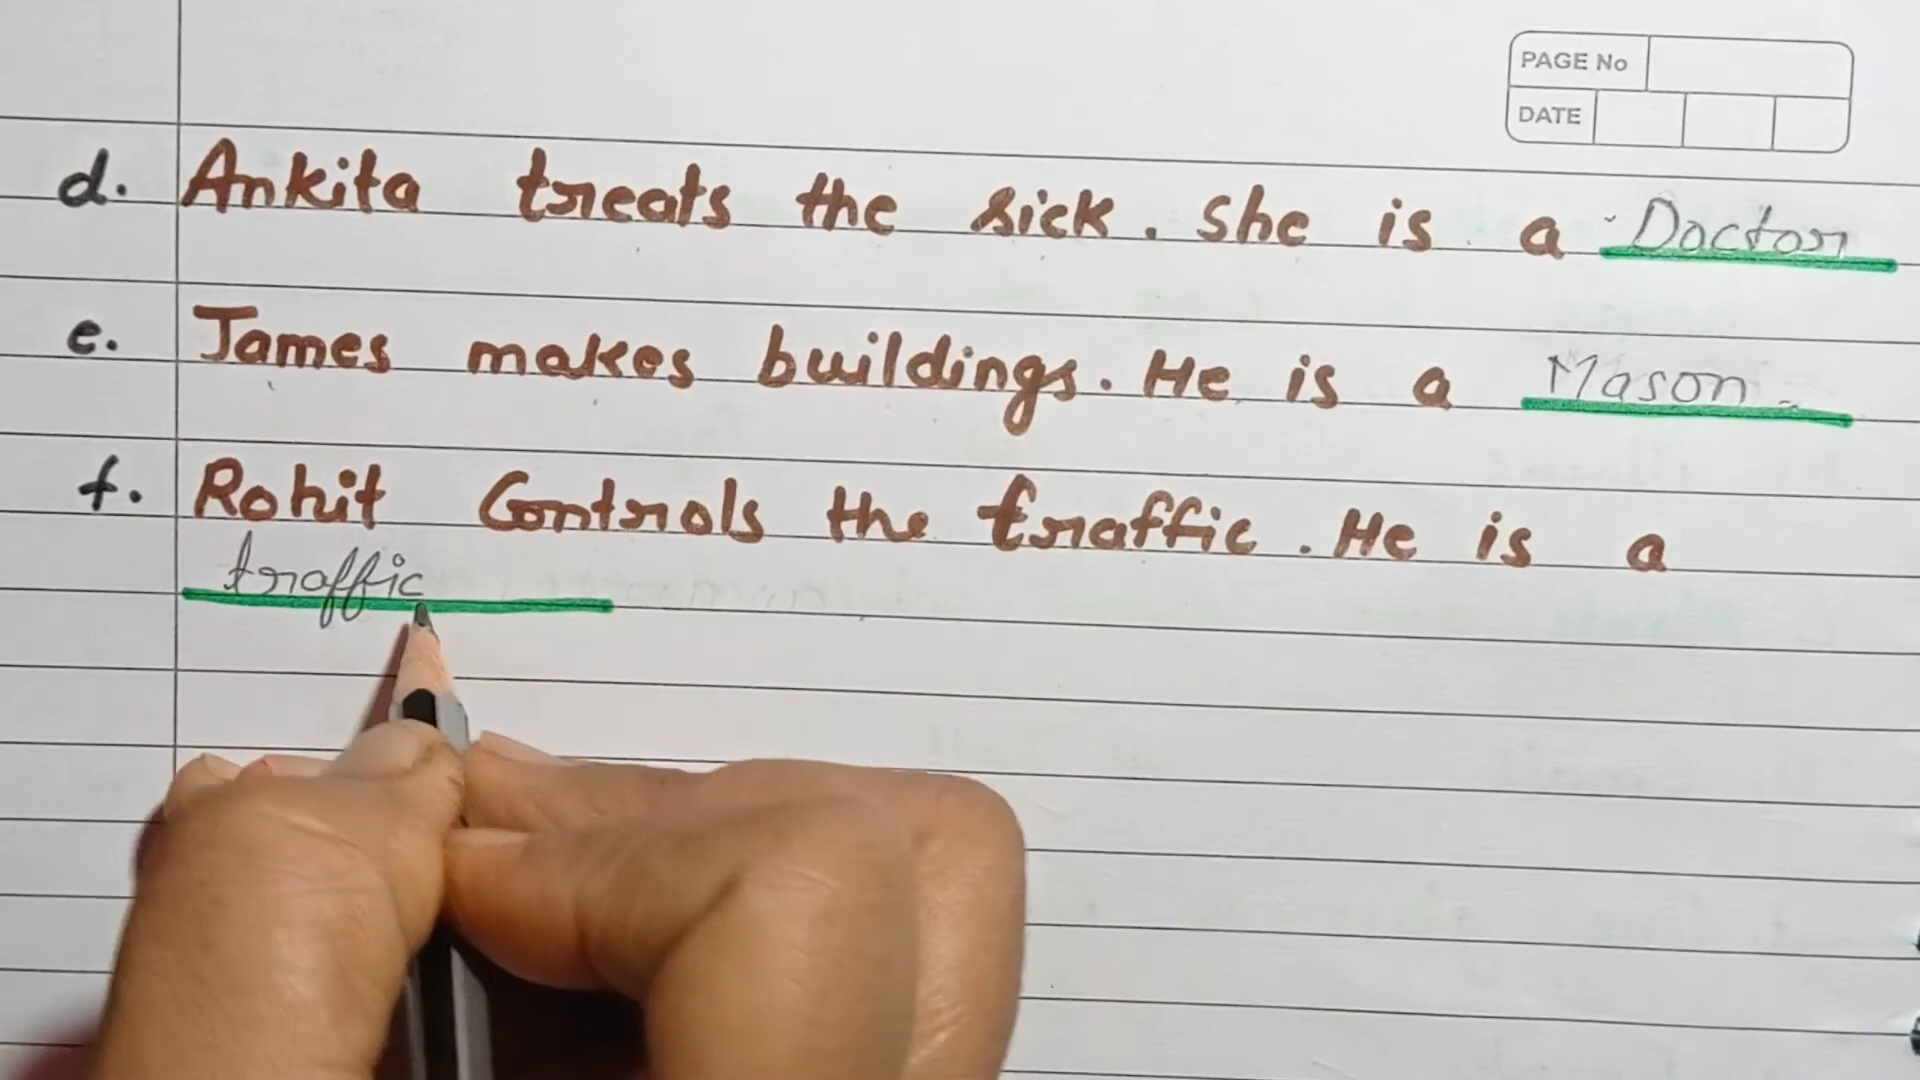 PAGE No
DATE
d. Ankita treats the sick. She is a Doctor
e. James makes buildings. He is a Mason.
f. Rohit Controls the traffic. He is a
traffic